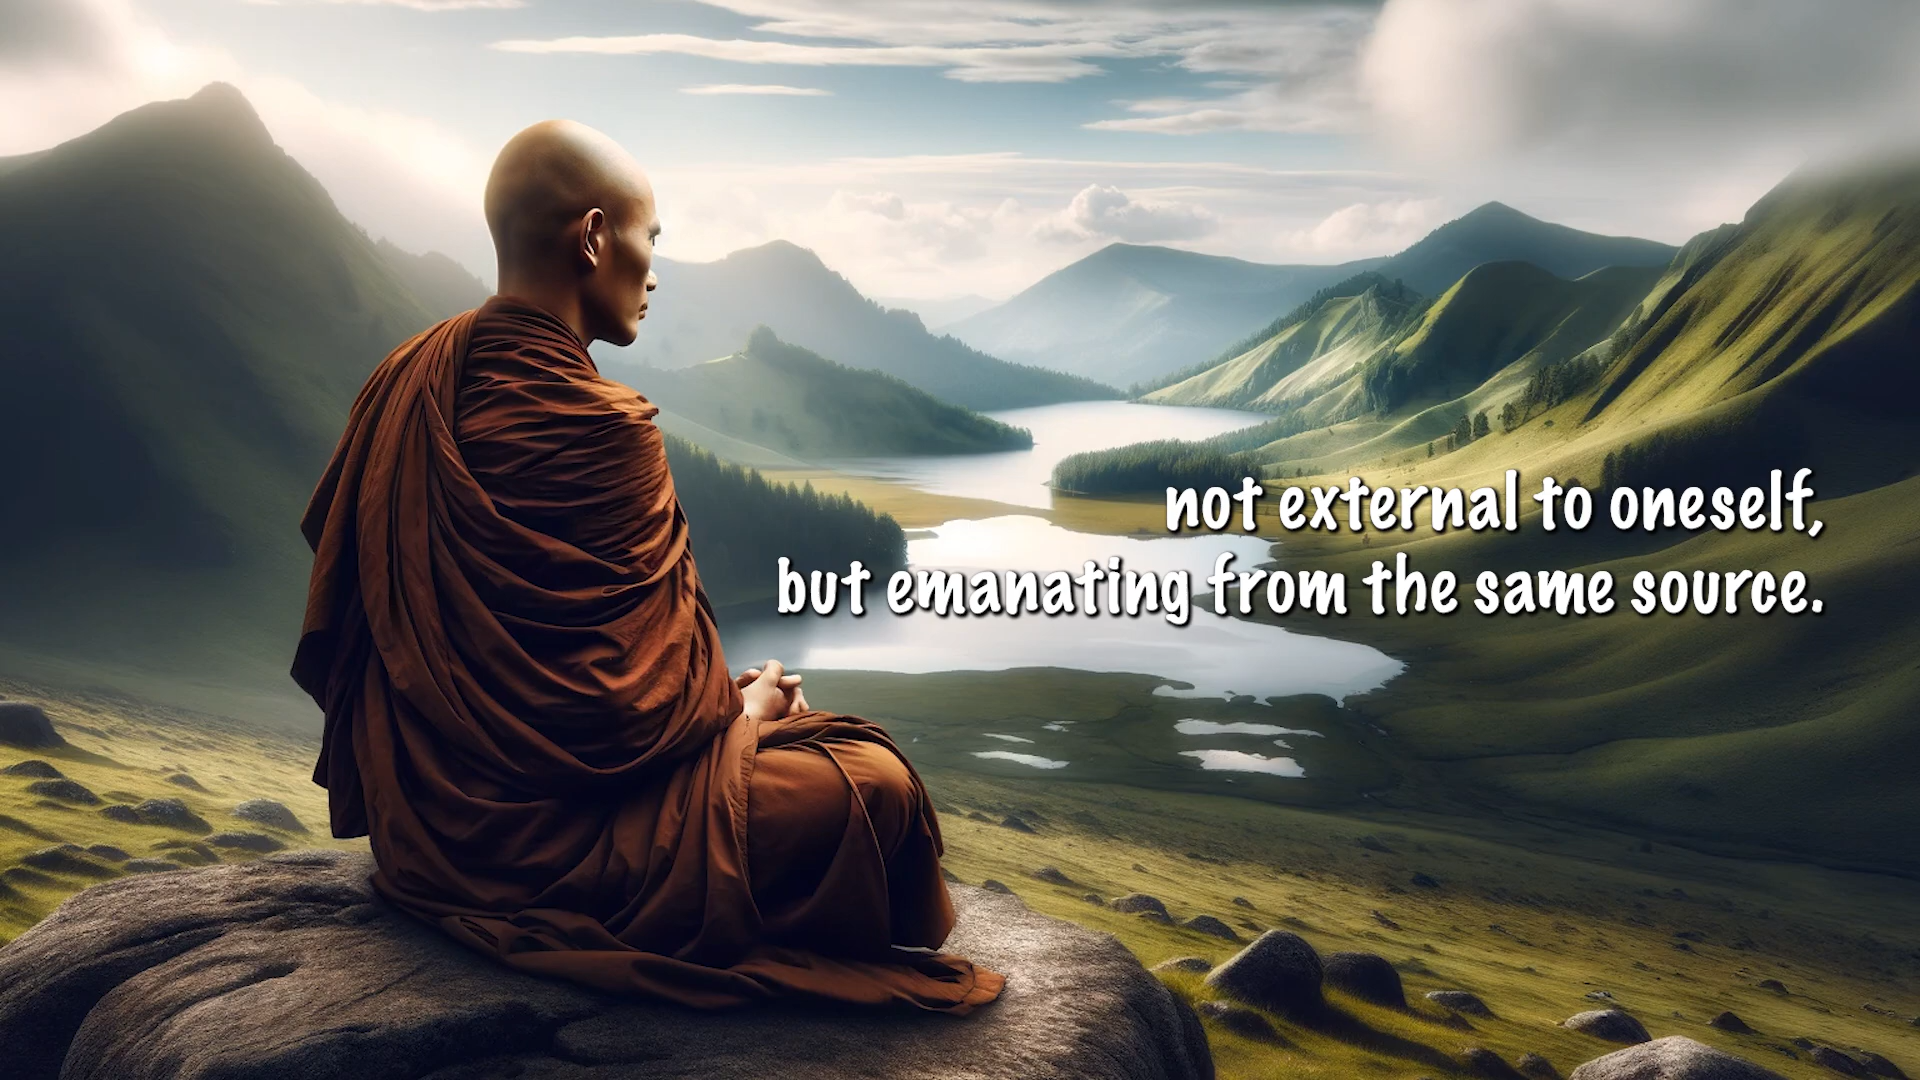 not external to oneself,
but emanating from the same source.